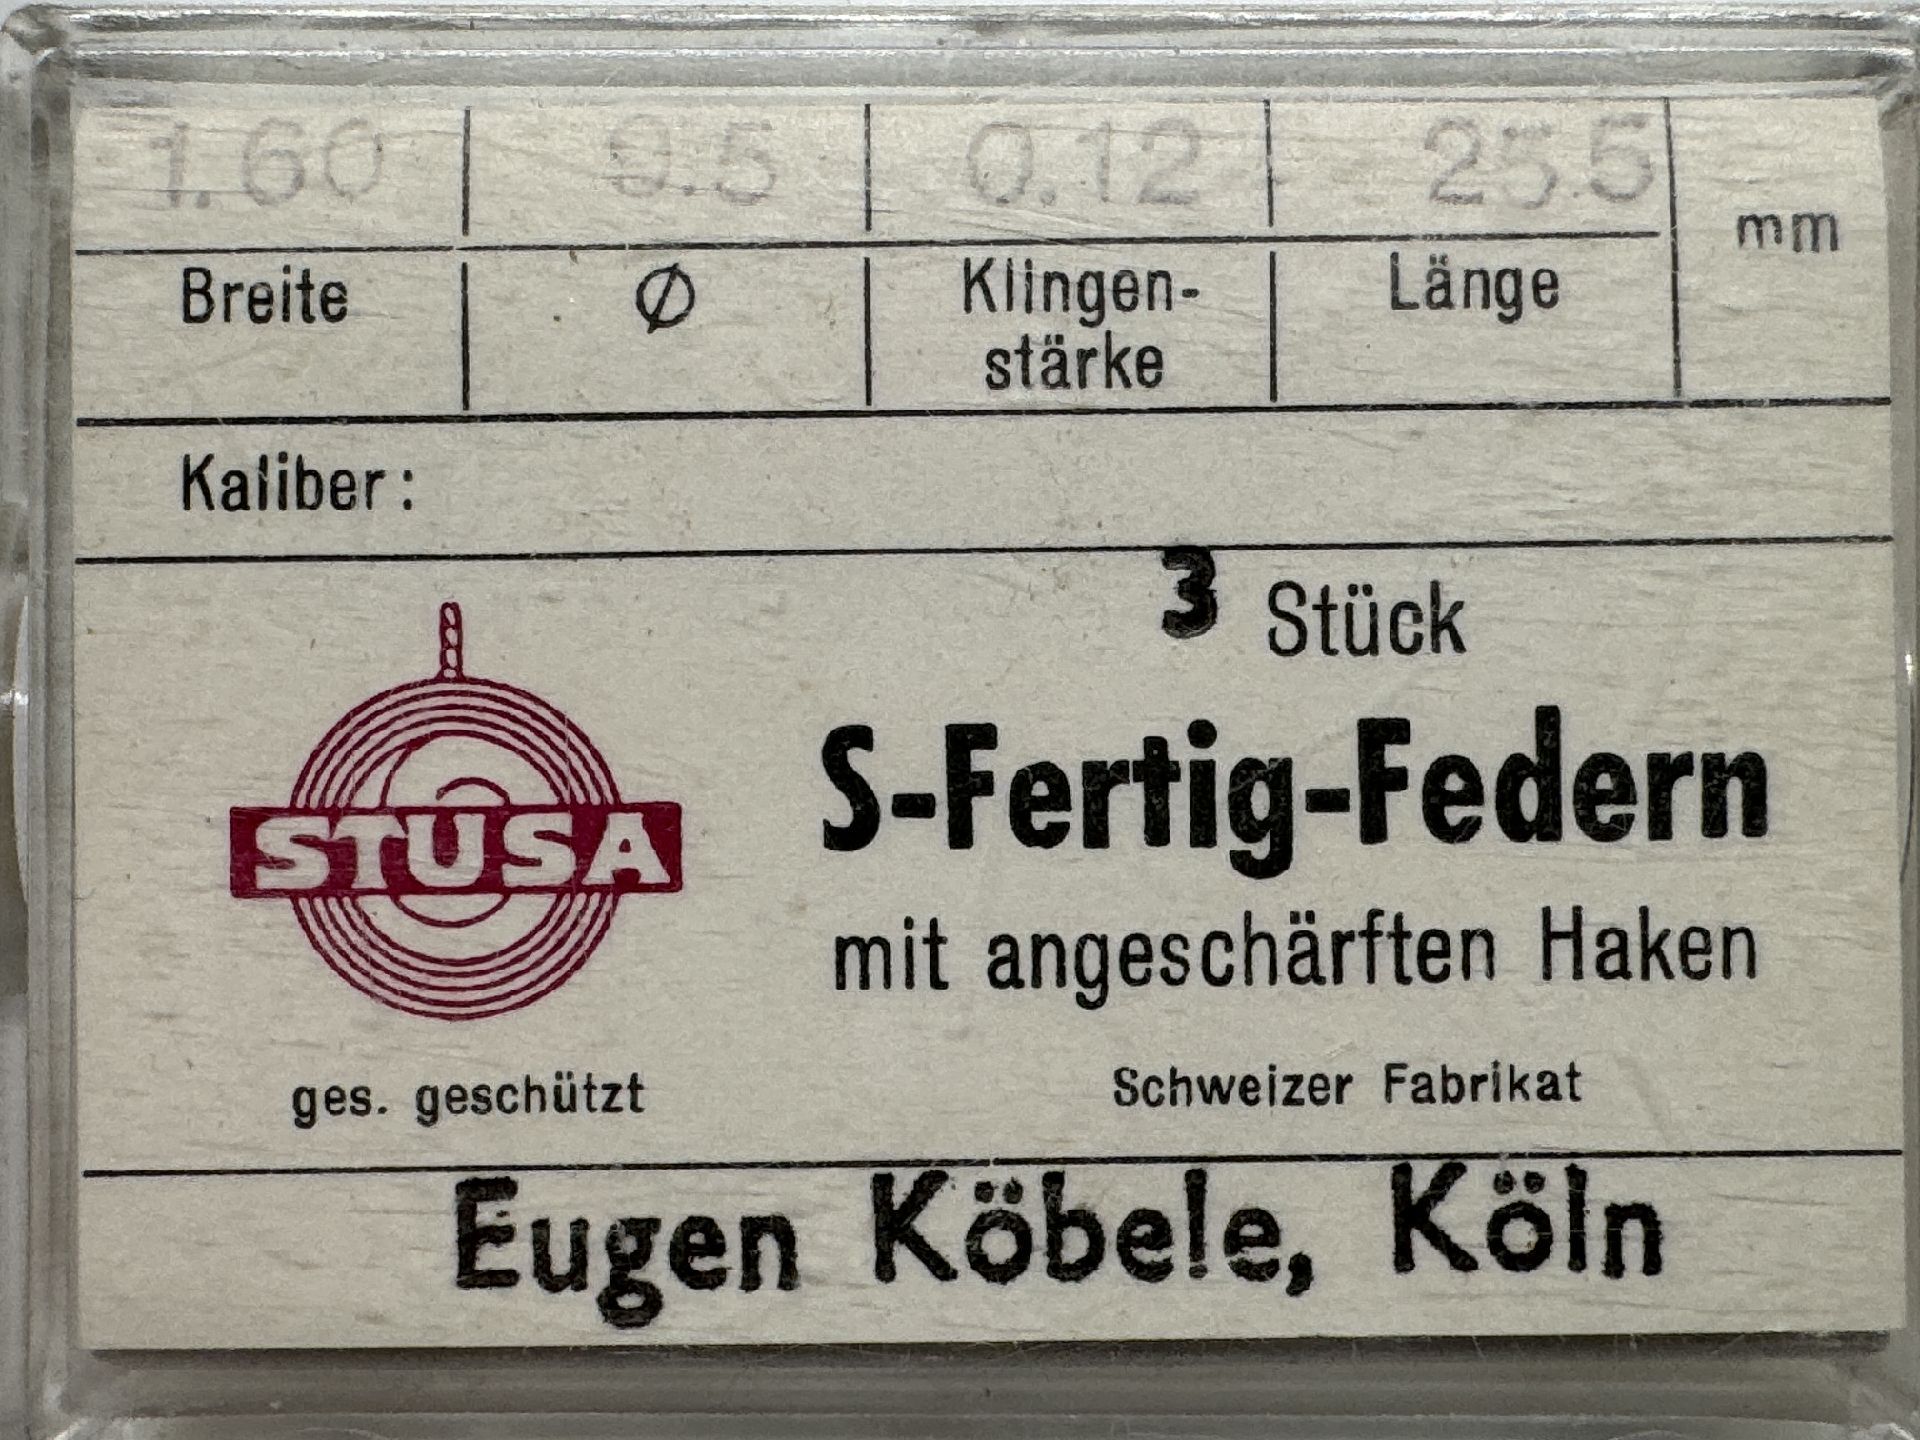 1.60 9.5 0.12 25.5
mm
Breite Ø Klingen- Länge
stärke
Kaliber:
3 Stück
S-Fertig-Federn
STUSA
mit angeschärften Haken
ges. geschützt Schweizer Fabrikat
Eugen Köbele, Köln